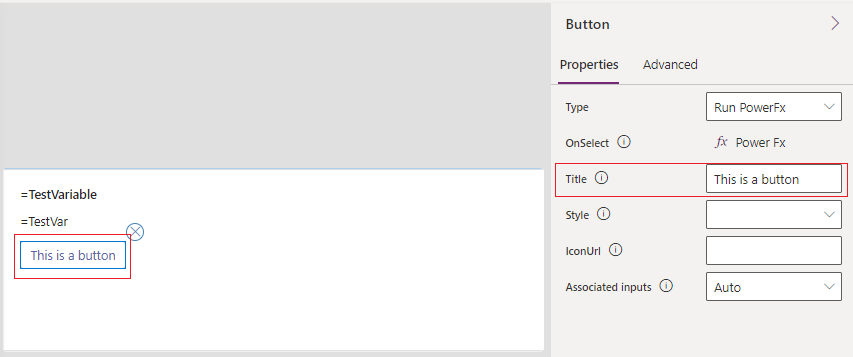 =TestVariable
=TestVar
This is a button
Button
Properties Advanced
Type Run PowerFx
OnSelect fx Power Fx
Title This is a button
Style
IconUrl
Associated inputs Auto